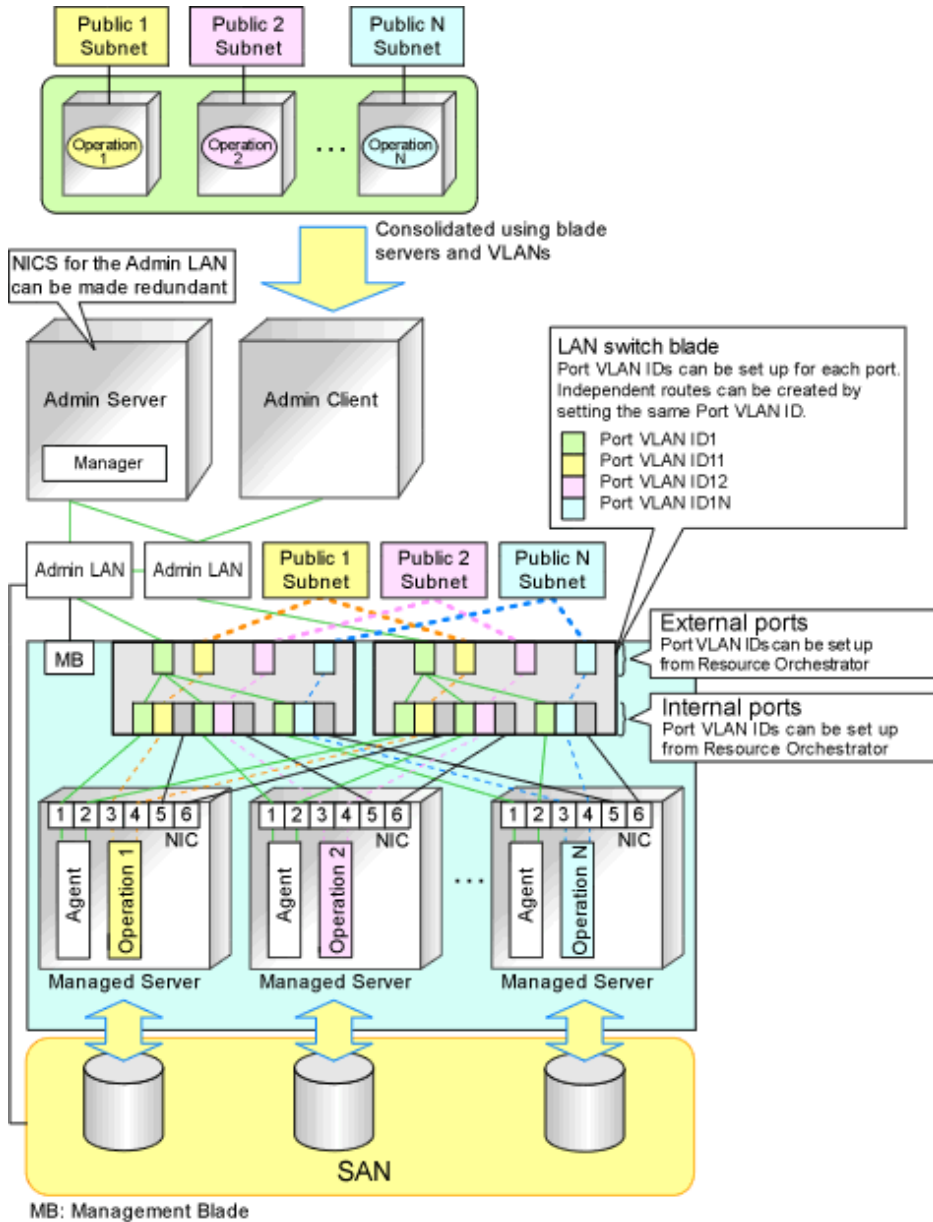 Public 1
Subnet
Public 2
Subnet
Public N
Subnet
Operation
1
Operation
2
...
Operation
N
Consolidated using blade
servers and VLANs
NICS for the Admin LAN
can be made redundant
Admin Server
Manager
Admin Client
LAN switch blade
Port VLAN IDs can be set up for each port.
Independent routes can be created by
setting the same Port VLAN ID.
Port VLAN ID1
Port VLAN ID11
Port VLAN ID12
Port VLAN ID1N
Admin LAN
Admin LAN
Public 1
Subnet
Public 2
Subnet
Public N
Subnet
MB
External ports
Port VLAN IDs can be set up
from Resource Orchestrator
Internal ports
Port VLAN IDs can be set up
from Resource Orchestrator
1 2 3 4 5 6
NIC
Agent
Operation 1
Managed Server
1 2 3 4 5 6
NIC
Agent
Operation 2
Managed Server
...
1 2 3 4 5 6
NIC
Agent
Operation N
Managed Server
SAN
MB: Management Blade